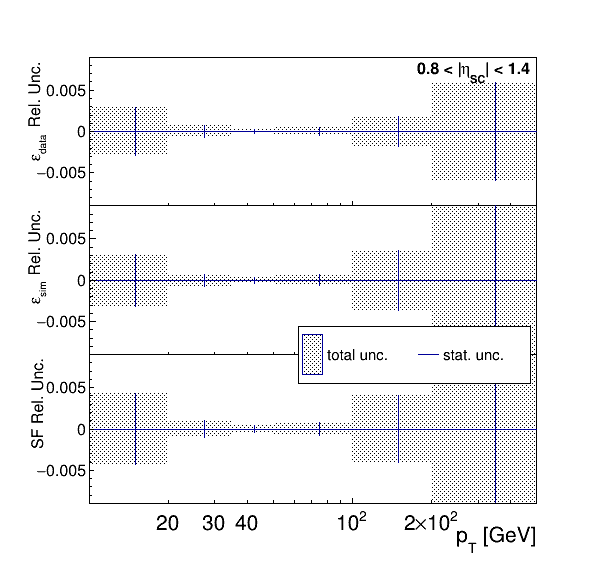 0.8 < |η_SC| < 1.4
ε_data Rel. Unc.
0.005
0
−0.005
ε_sim Rel. Unc.
0.005
0
−0.005
total unc. stat. unc.
SF Rel. Unc.
0.005
0
−0.005
20 30 40 10² 2×10²
p_T [GeV]